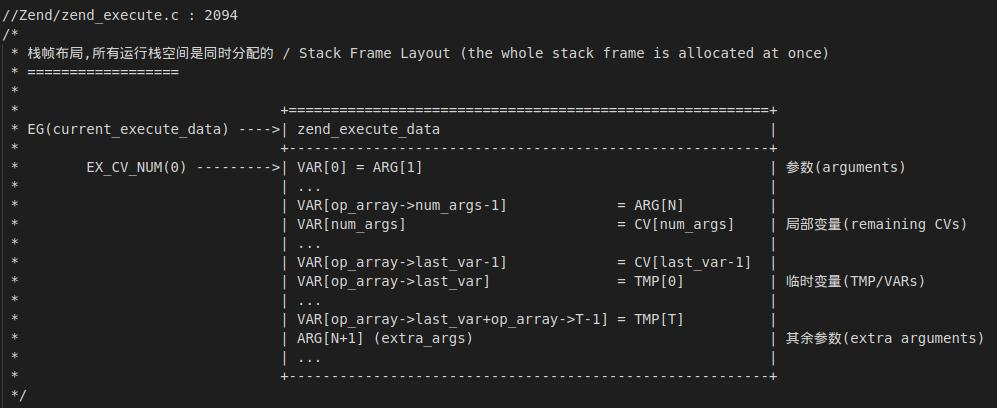 //Zend/zend_execute.c : 2094
/*
 * 栈帧布局,所有运行栈空间是同时分配的 / Stack Frame Layout (the whole stack frame is allocated at once)
 * ==================
 *
 *                             +========================================================+
 * EG(current_execute_data) ---->| zend_execute_data                                       |
 *                             +--------------------------------------------------------+
 *        EX_CV_NUM(0) --------->| VAR[0] = ARG[1]                                         | 参数(arguments)
 *                               | ...                                                     |
 *                               | VAR[op_array->num_args-1]             = ARG[N]          |
 *                               | VAR[num_args]                         = CV[num_args]    | 局部变量(remaining CVs)
 *                               | ...                                                     |
 *                               | VAR[op_array->last_var-1]             = CV[last_var-1]  |
 *                               | VAR[op_array->last_var]               = TMP[0]          | 临时变量(TMP/VARs)
 *                               | ...                                                     |
 *                               | VAR[op_array->last_var+op_array->T-1] = TMP[T]          |
 *                               | ARG[N+1] (extra_args)                                   | 其余参数(extra arguments)
 *                               | ...                                                     |
 *                               +---------------------------------------------------------+
 */